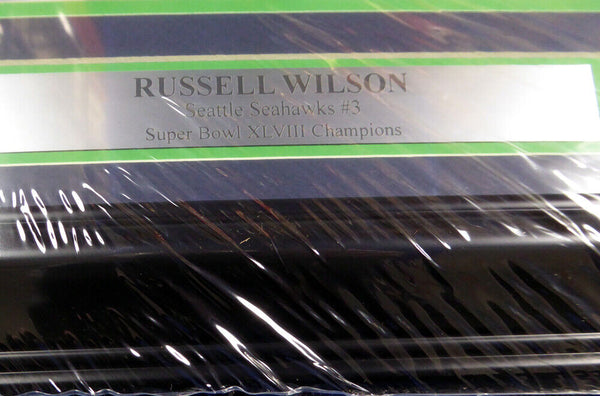 RUSSELL WILSON
Seattle Seahawks #3
Super Bowl XLVIII Champions